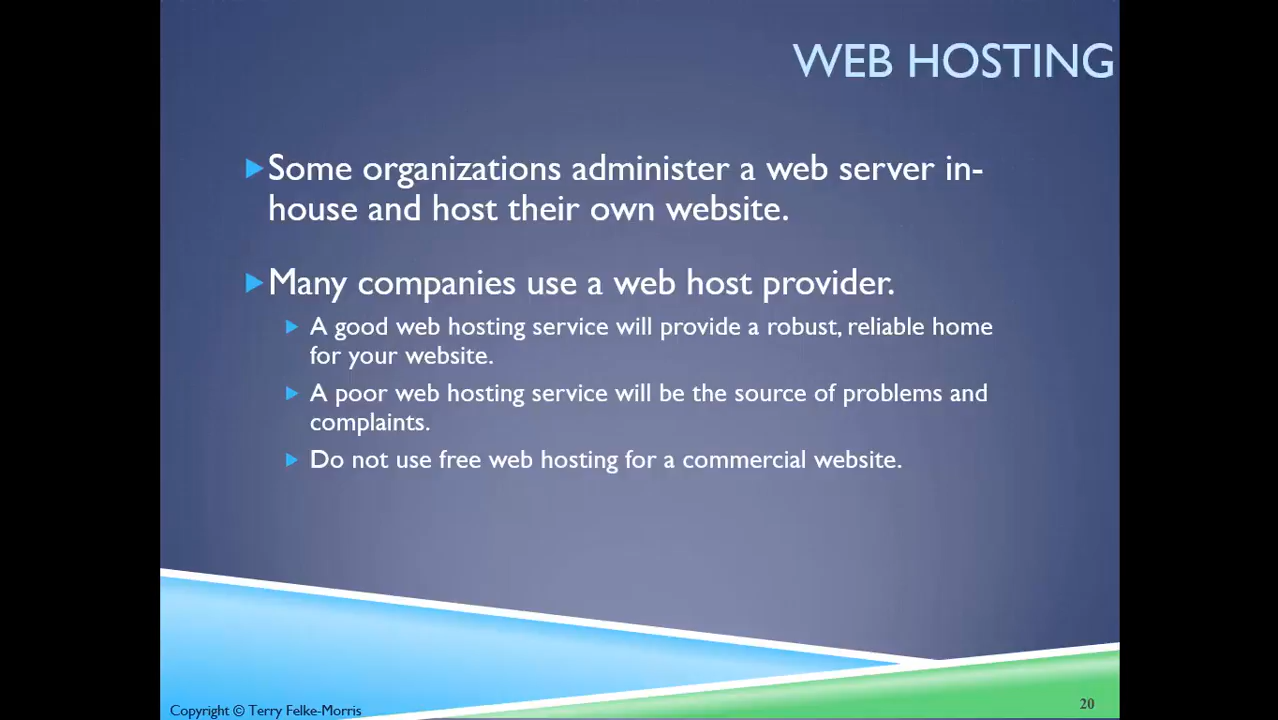 WEB HOSTING
Some organizations administer a web server in-
house and host their own website.
Many companies use a web host provider.
A good web hosting service will provide a robust, reliable home
for your website.
A poor web hosting service will be the source of problems and
complaints.
Do not use free web hosting for a commercial website.
Copyright © Terry Felke-Morris
20